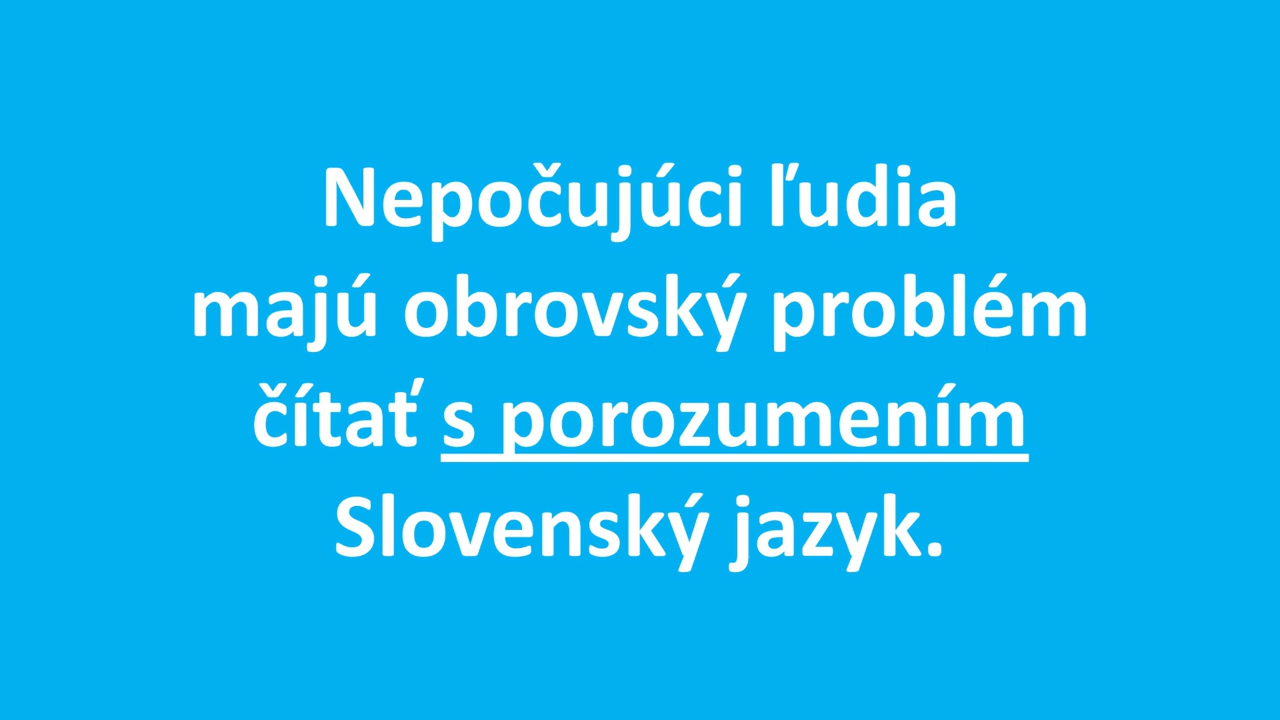 Nepočujúci ľudia
majú obrovský problém
čítať s porozumením
Slovenský jazyk.